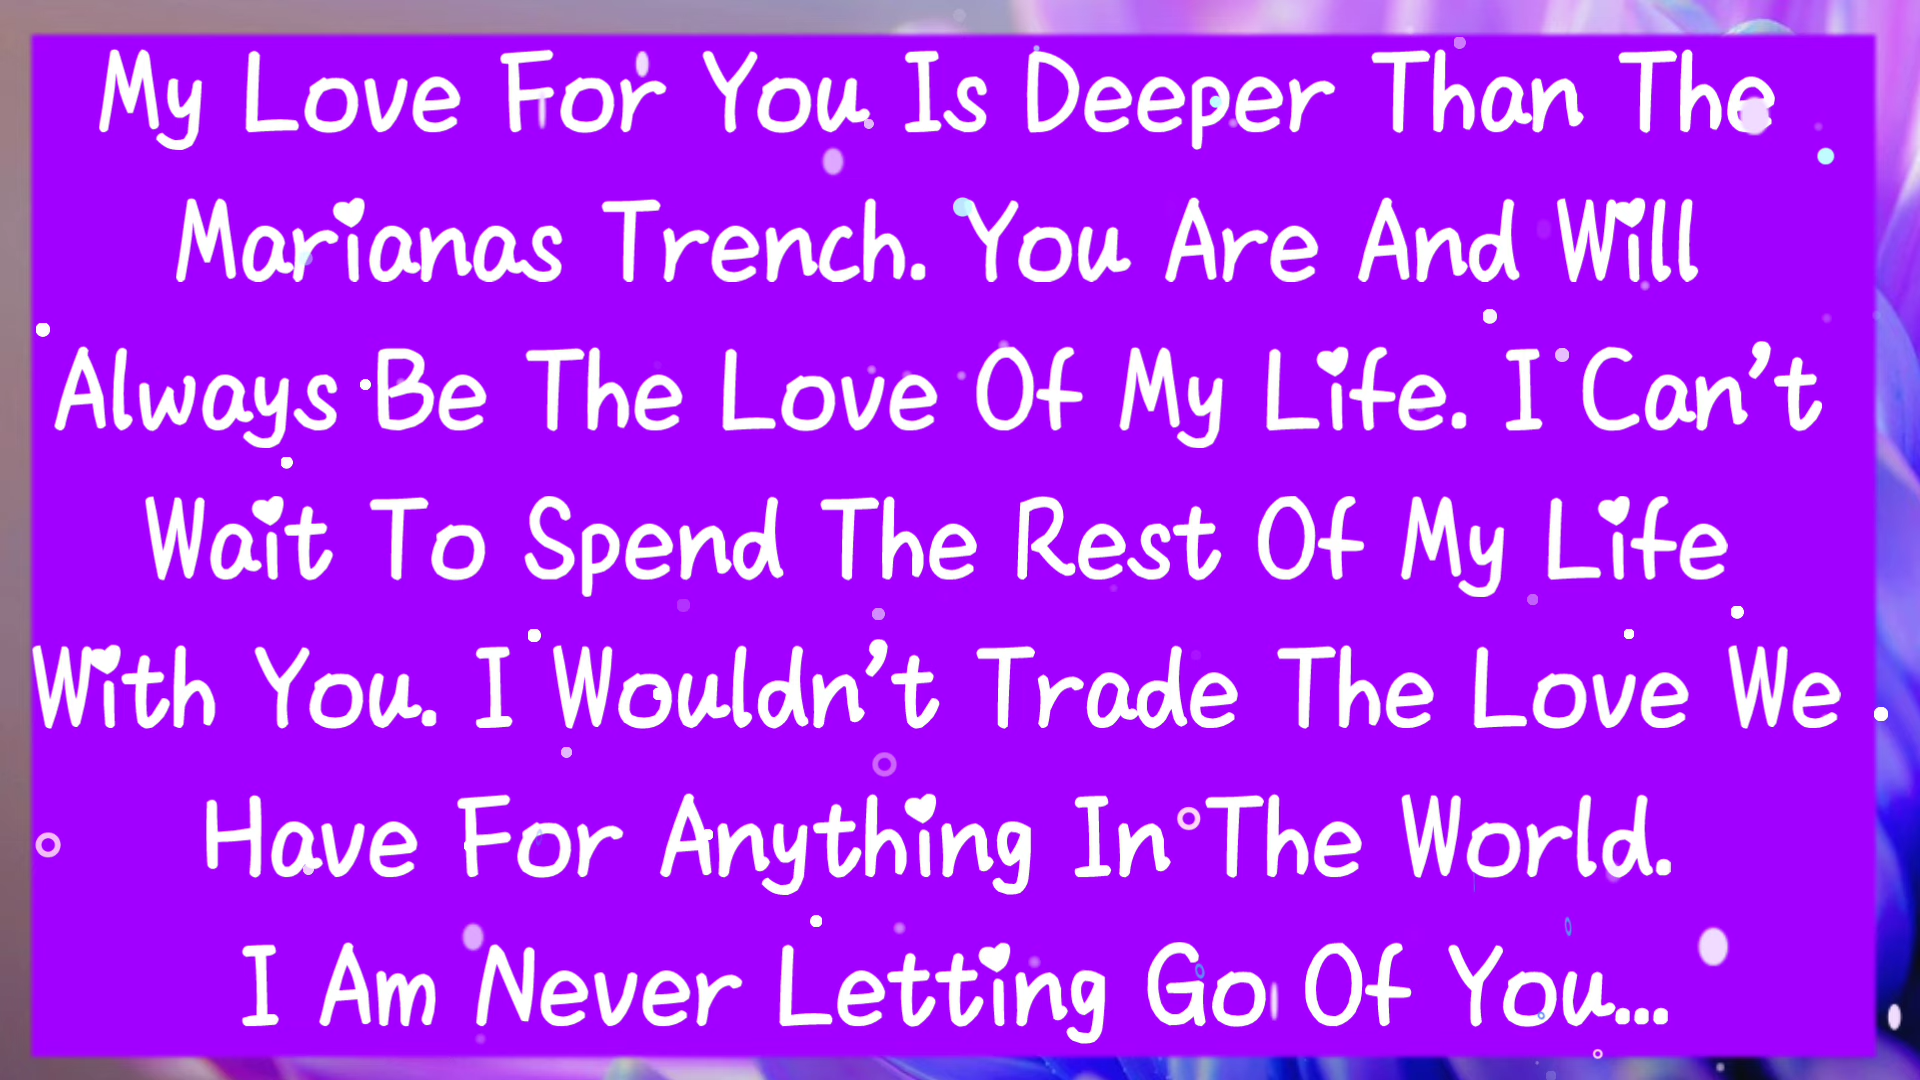 My Love For You Is Deeper Than The
Marianas Trench. You Are And Will
Always Be The Love Of My Life. I Can’t
Wait To Spend The Rest Of My Life
With You. I Wouldn’t Trade The Love We
Have For Anything In The World.
I Am Never Letting Go Of You...